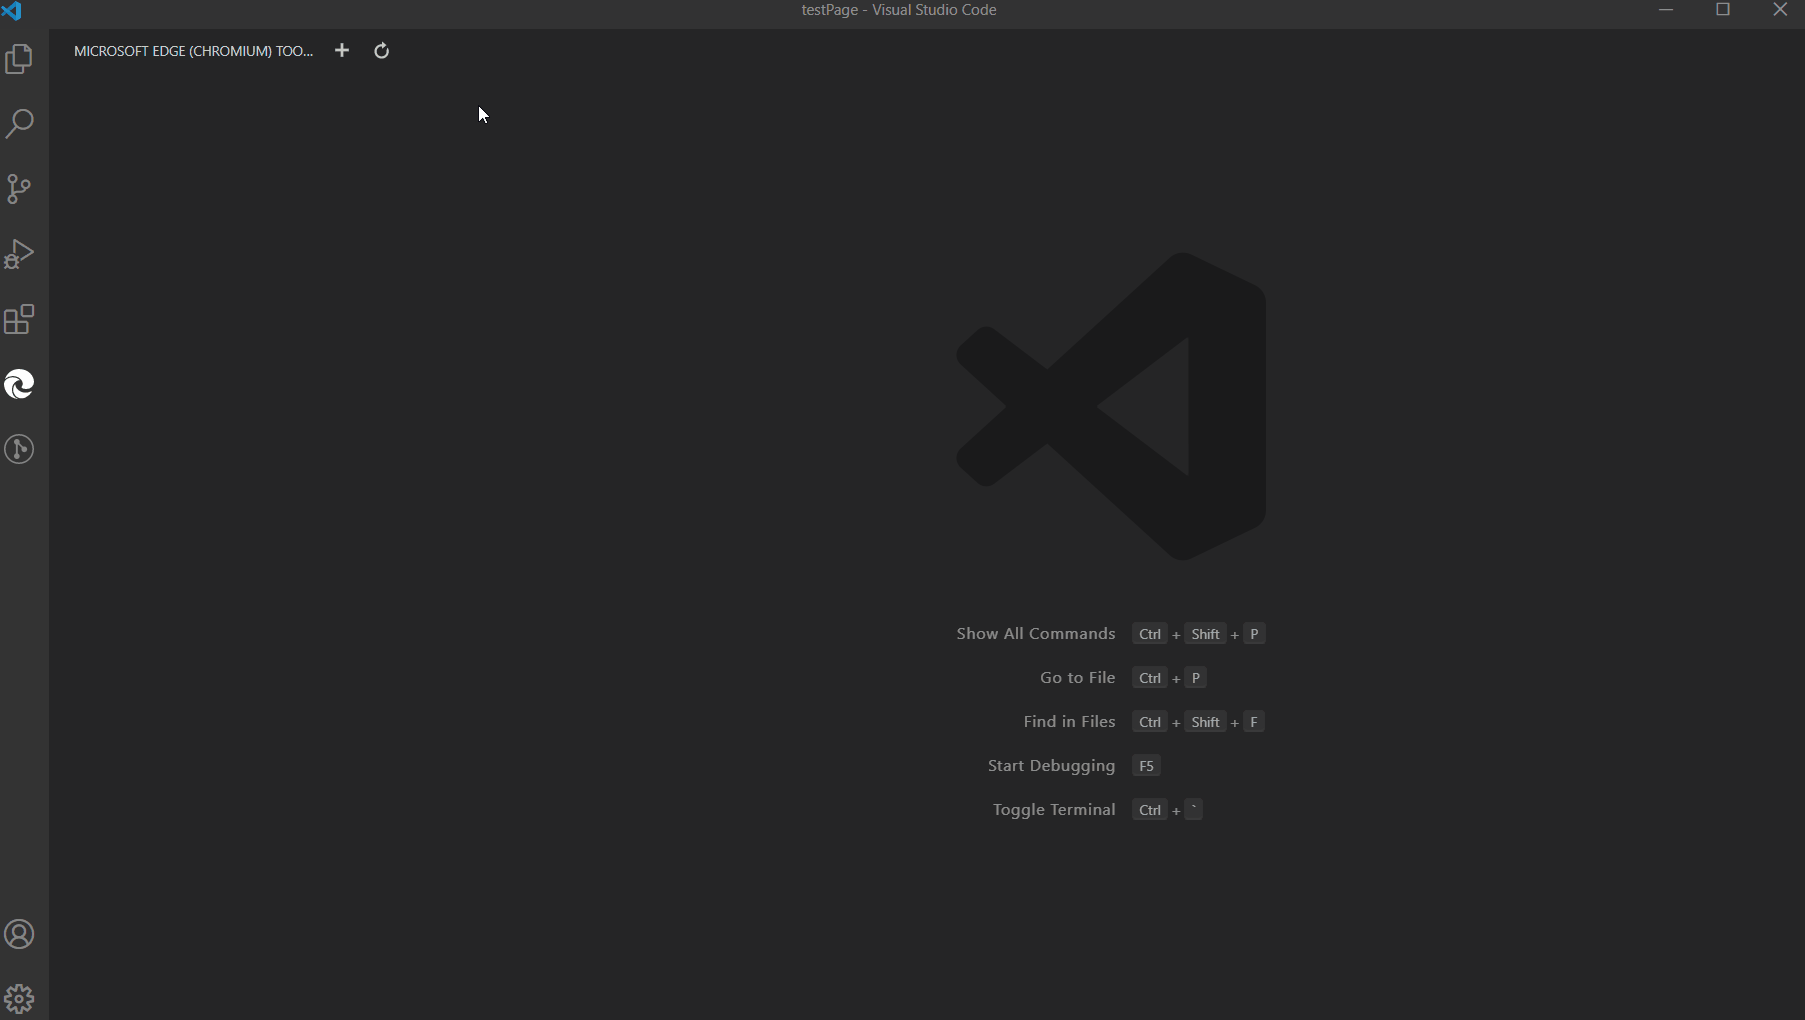 testPage - Visual Studio Code
MICROSOFT EDGE (CHROMIUM) TOO...
Show All Commands Ctrl + Shift + P
Go to File Ctrl + P
Find in Files Ctrl + Shift + F
Start Debugging F5
Toggle Terminal Ctrl + `